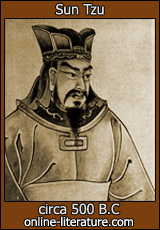 Sun Tzu
circa 500 B.C
online-literature.com